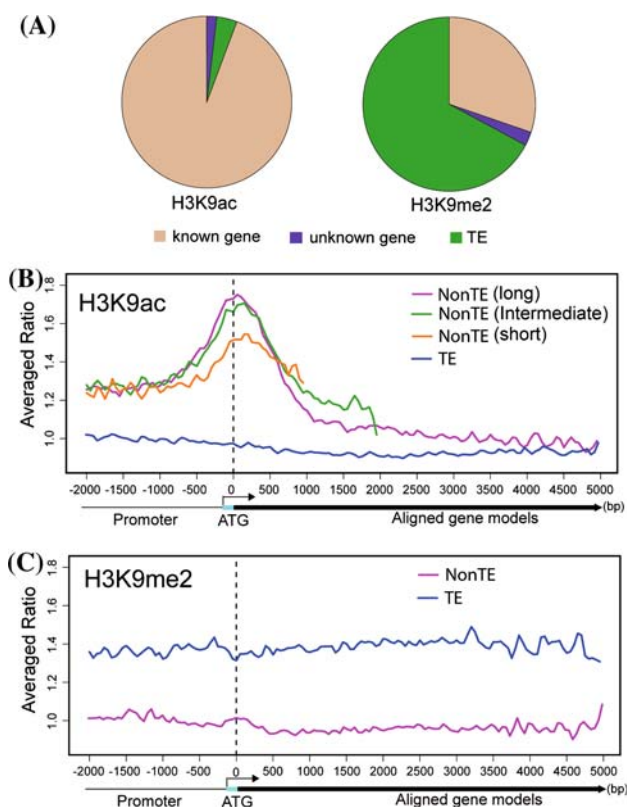 (A)
H3K9ac
H3K9me2
known gene unknown gene TE
(B)
H3K9ac
NonTE (long)
NonTE (Intermediate)
NonTE (short)
TE
Averaged Ratio
1.8
1.6
1.4
1.2
1.0
-2000 -1500 -1000 -500 0 500 1000 1500 2000 2500 3000 3500 4000 4500 5000
(bp)
Promoter ATG Aligned gene models
(C)
H3K9me2
NonTE
TE
Averaged Ratio
1.8
1.6
1.4
1.2
1.0
-2000 -1500 -1000 -500 0 500 1000 1500 2000 2500 3000 3500 4000 4500 5000
(bp)
Promoter ATG Aligned gene models